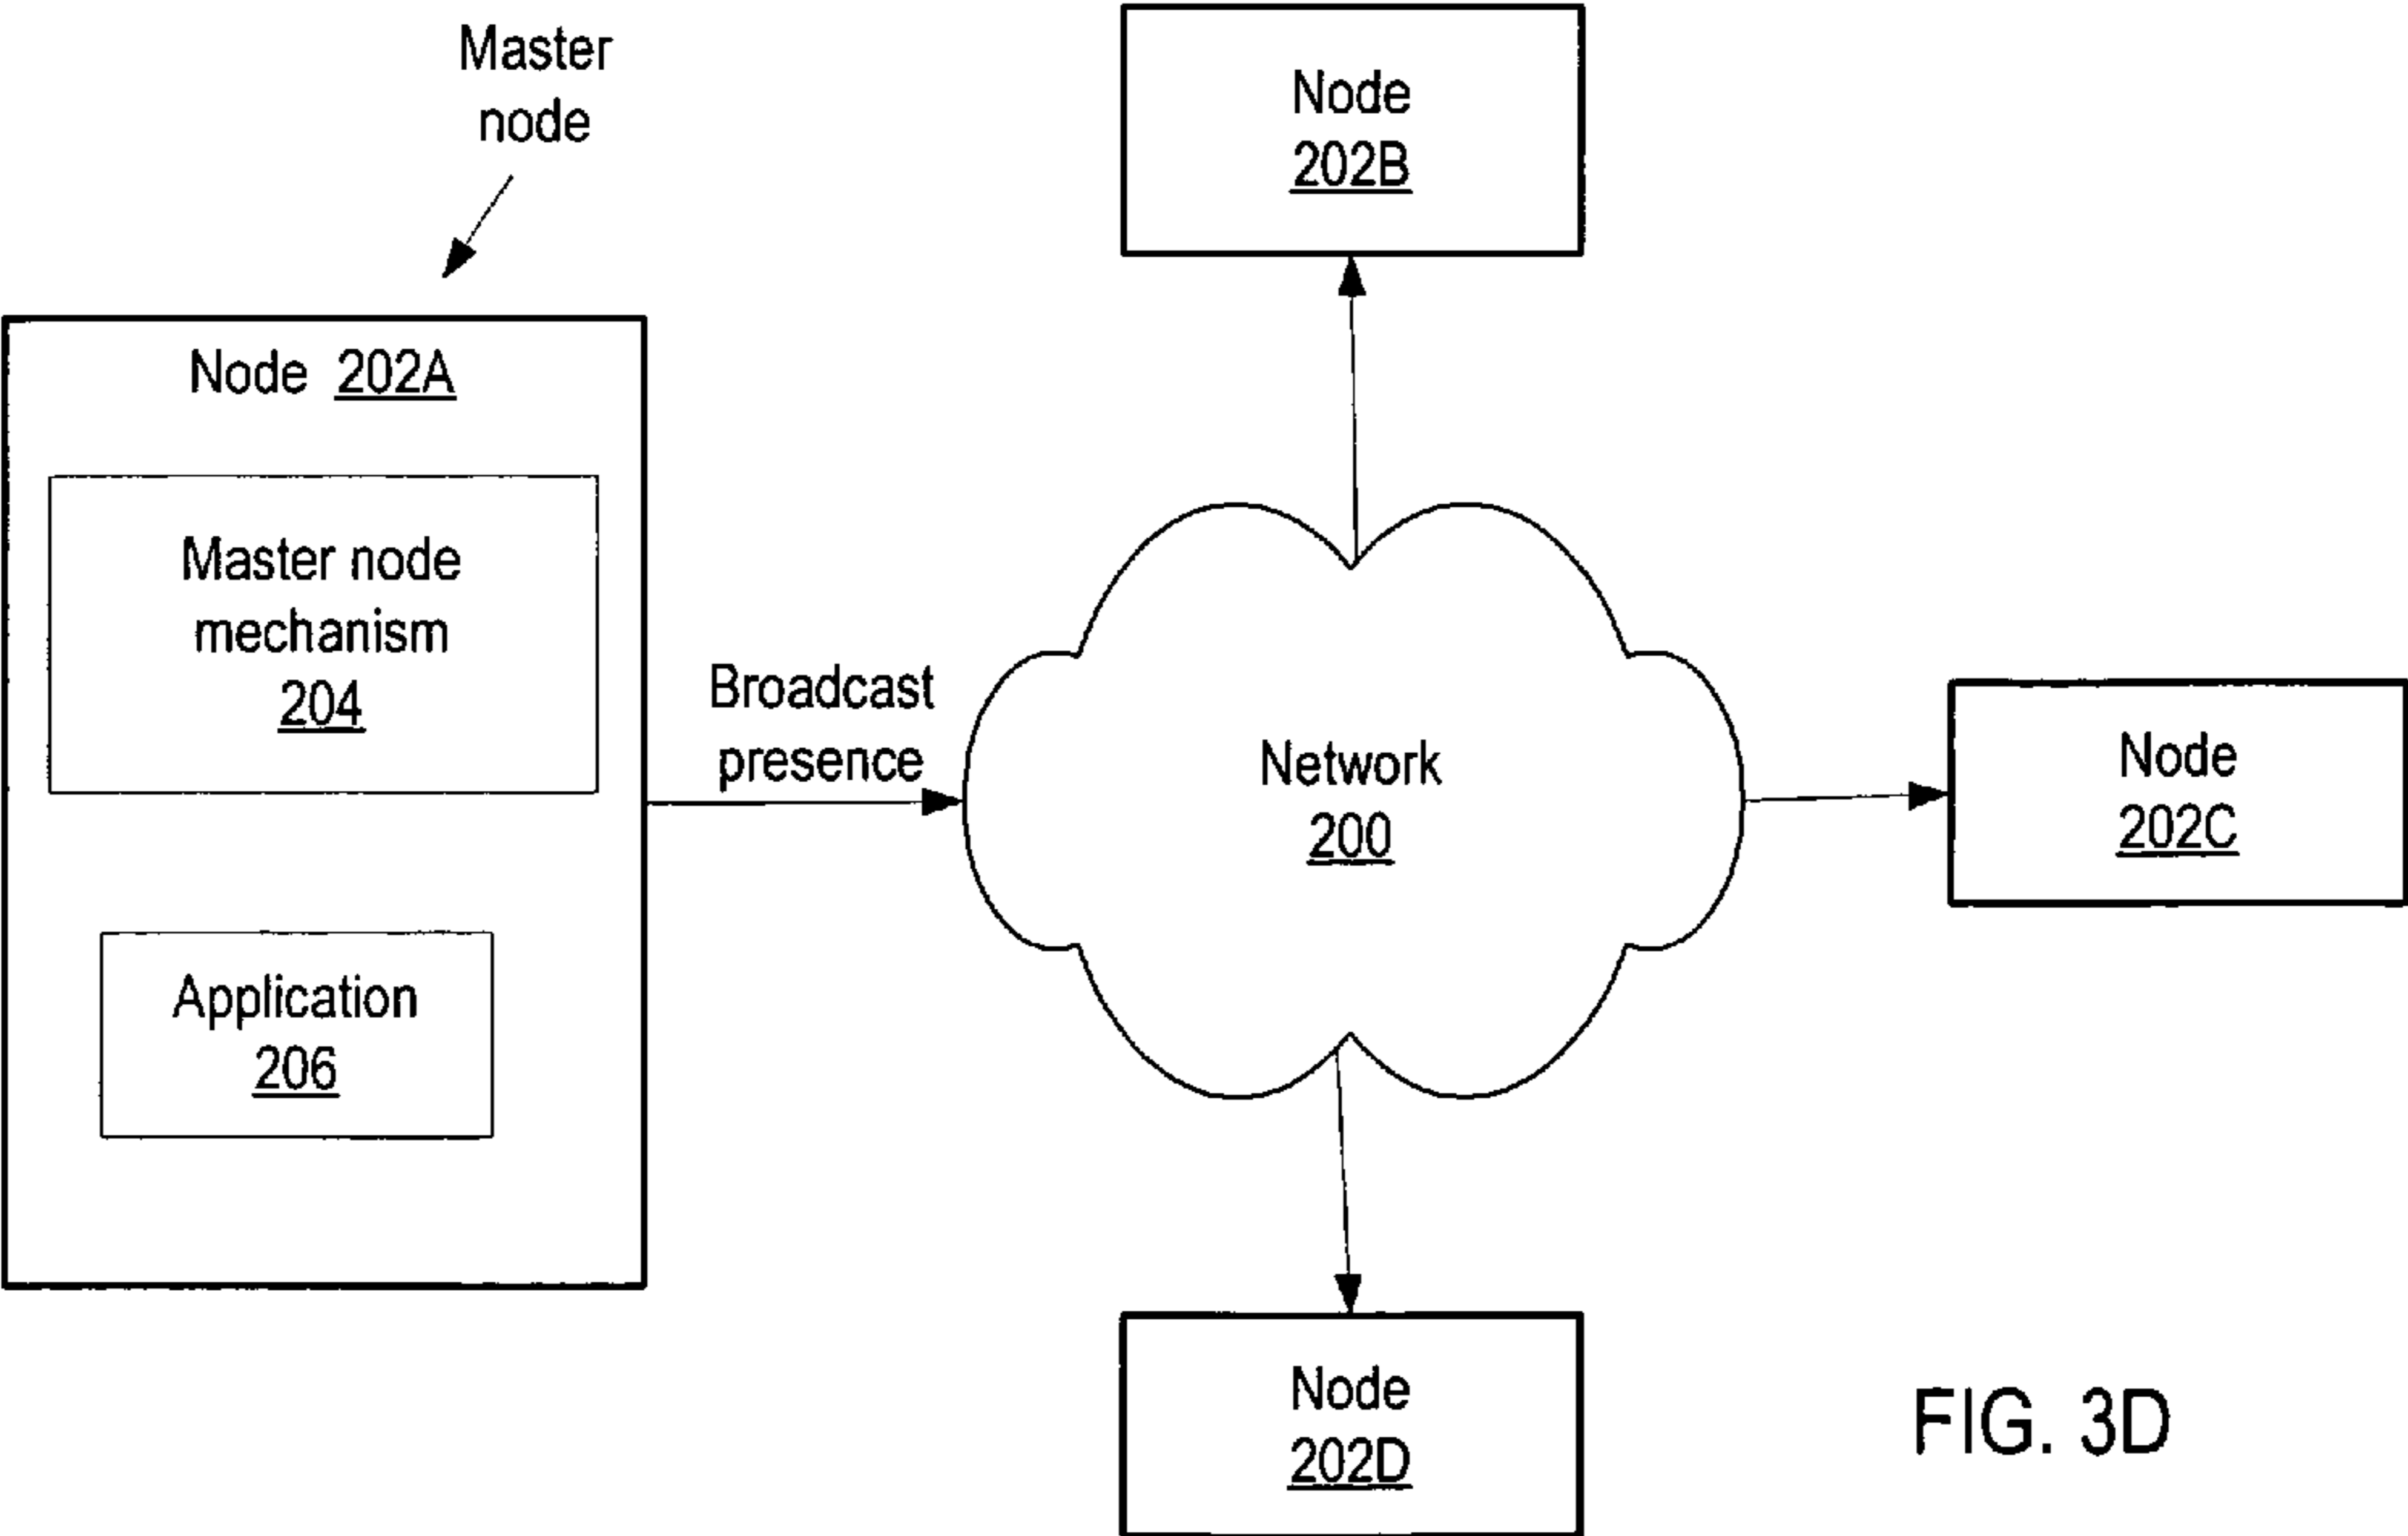 Master
node
Node 202A
Master node
mechanism
204
Application
206
Broadcast
presence
Network
200
Node
202B
Node
202C
Node
202D
FIG. 3D